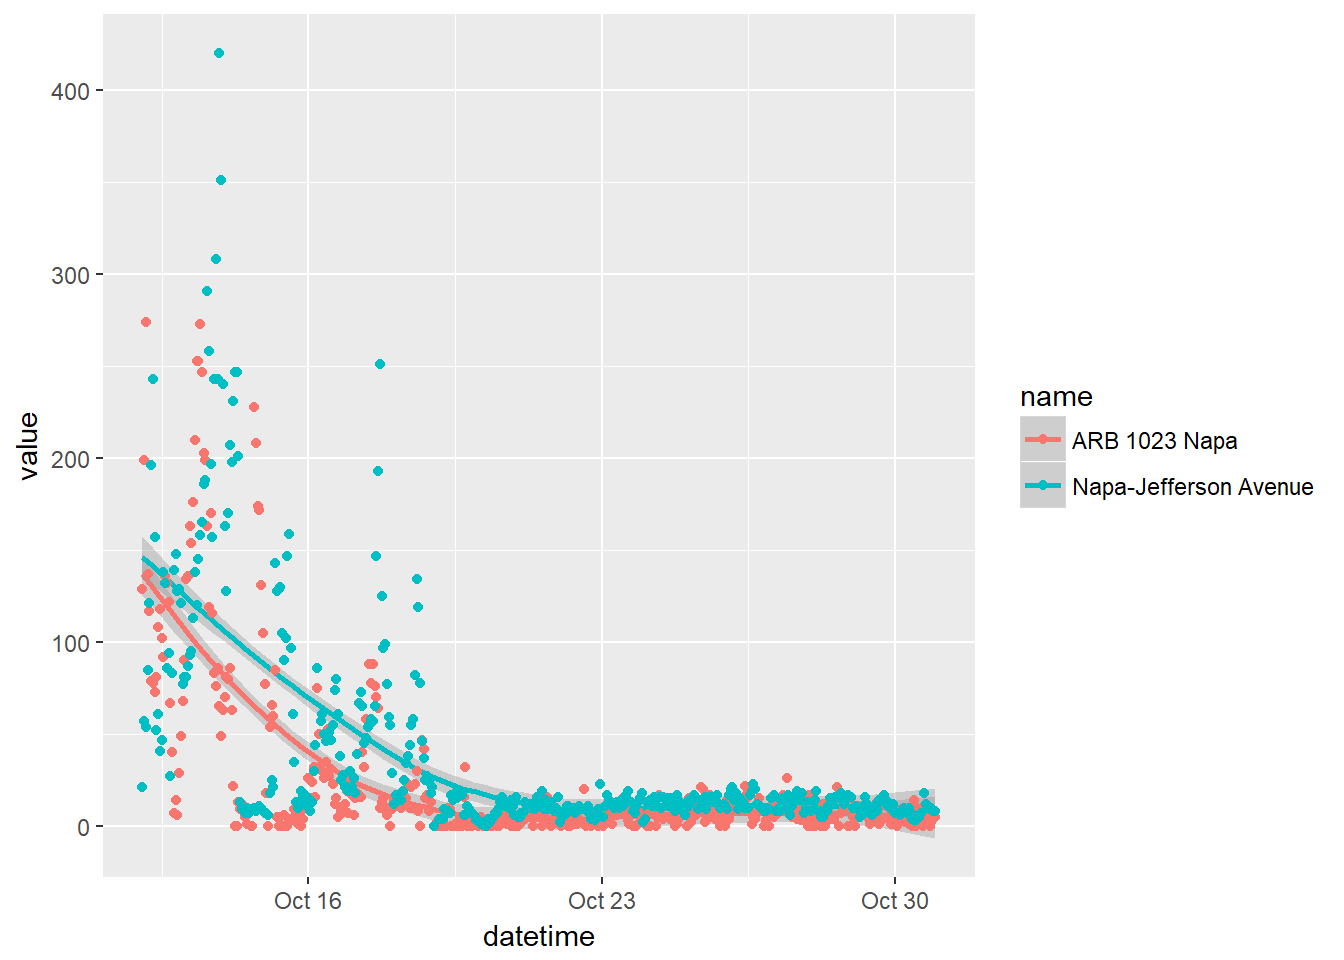 400
300
200
100
0
value
Oct 16
Oct 23
Oct 30
datetime
name
ARB 1023 Napa
Napa-Jefferson Avenue